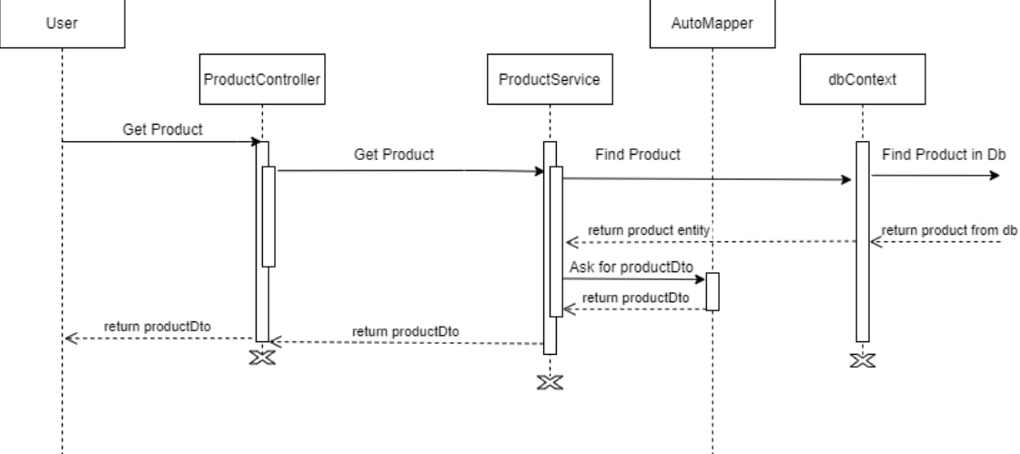 User
AutoMapper
ProductController
ProductService
dbContext
Get Product
Get Product
Find Product
Find Product in Db
return product entity
return product from db
Ask for productDto
return productDto
return productDto
return productDto